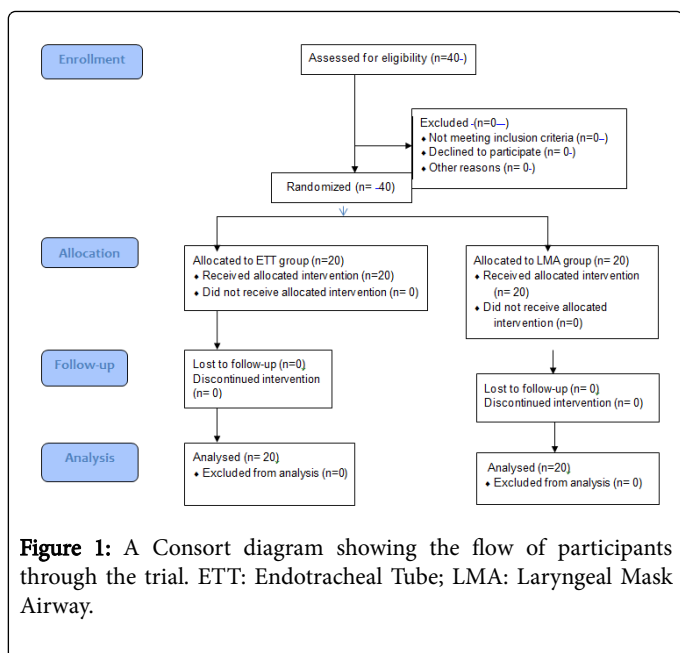 Enrollment
Assessed for eligibility (n=40-)
Excluded -(n=0—)
♦ Not meeting inclusion criteria (n=0–)
♦ Declined to participate (n= 0-)
♦ Other reasons (n= 0-)
Randomized (n= -40)
Allocation
Allocated to ETT group (n=20)
♦ Received allocated intervention (n=20)
♦ Did not receive allocated intervention (n= 0)
Allocated to LMA group (n= 20)
♦ Received allocated intervention
(n= 20)
♦ Did not receive allocated
intervention (n=0)
Follow-up
Lost to follow-up (n=0)
Discontinued intervention
(n= 0)
Lost to follow-up (n= 0)
Discontinued intervention (n= 0)
Analysis
Analysed (n= 20)
♦ Excluded from analysis (n=0)
Analysed (n=20)
♦ Excluded from analysis (n= 0)
Figure 1: A Consort diagram showing the flow of participants
through the trial. ETT: Endotracheal Tube; LMA: Laryngeal Mask
Airway.